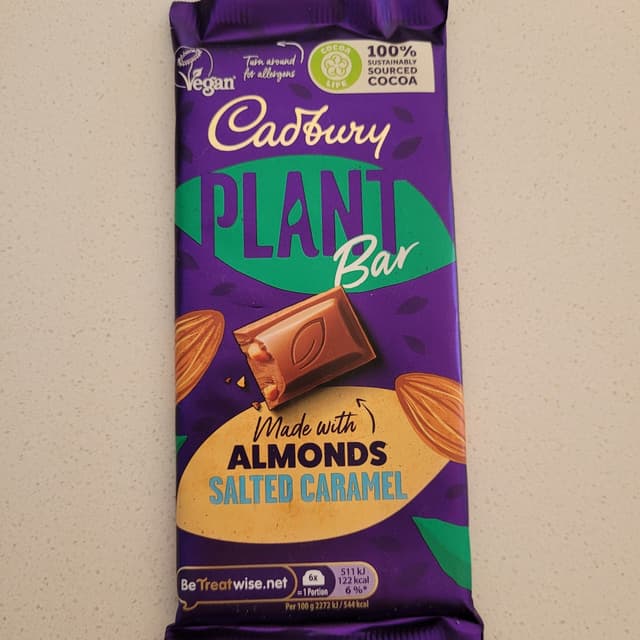 Vegan
Turn around
for allergens
COCOA
LIFE
100%
SUSTAINABLY
SOURCED
COCOA
Cadbury
PLANT
Bar
Made with
ALMONDS
SALTED CARAMEL
BeTreatwise.net
6x
= 1 Portion
511 kJ
122 kcal
6 %*
Per 100 g 2272 kJ / 544 kcal